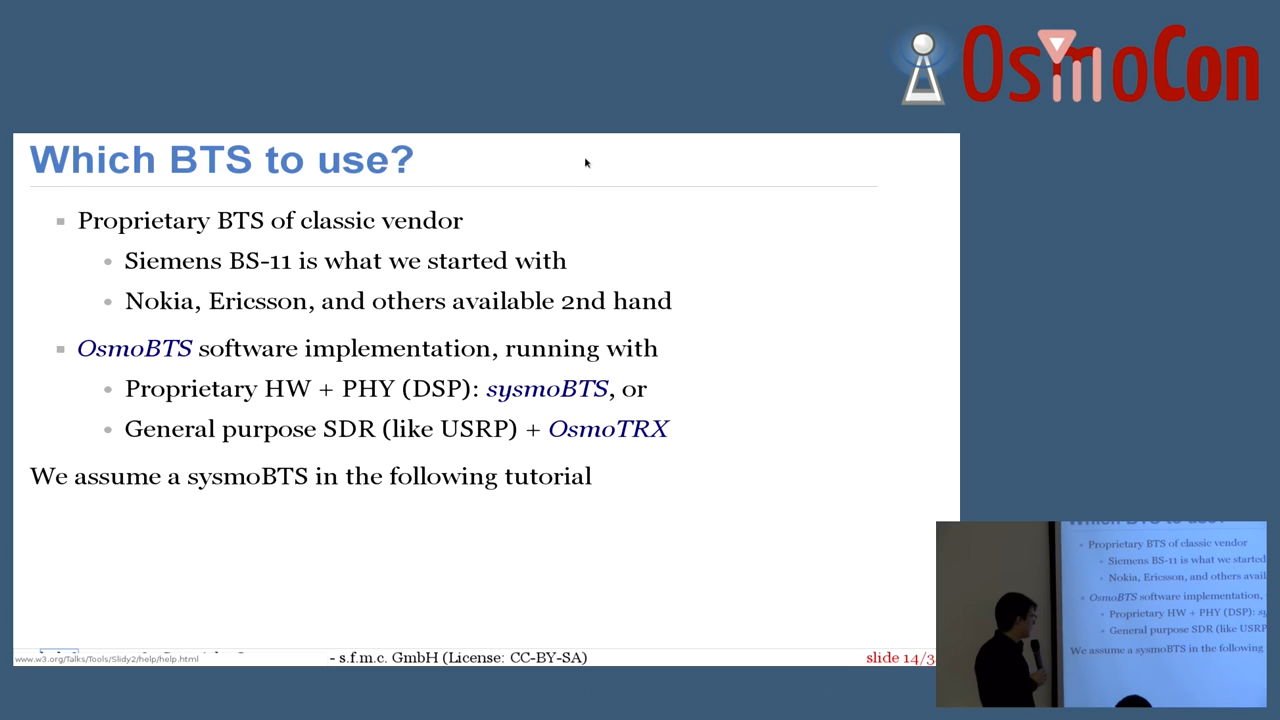 OsmoCon
Which BTS to use?
Proprietary BTS of classic vendor
Siemens BS-11 is what we started with
Nokia, Ericsson, and others available 2nd hand
OsmoBTS software implementation, running with
Proprietary HW + PHY (DSP): sysmoBTS, or
General purpose SDR (like USRP) + OsmoTRX
We assume a sysmoBTS in the following tutorial
www.w3.org/Talks/Tools/Slidy2/help/help.html
- s.f.m.c. GmbH (License: CC-BY-SA)
slide 14/3
Which BTS to use?
Proprietary BTS of classic vendor
Siemens BS-11 is what we started
Nokia, Ericsson, and others avail
OsmoBTS software implementation,
Proprietary HW + PHY (DSP): sy
General purpose SDR (like USRP
We assume a sysmoBTS in the following